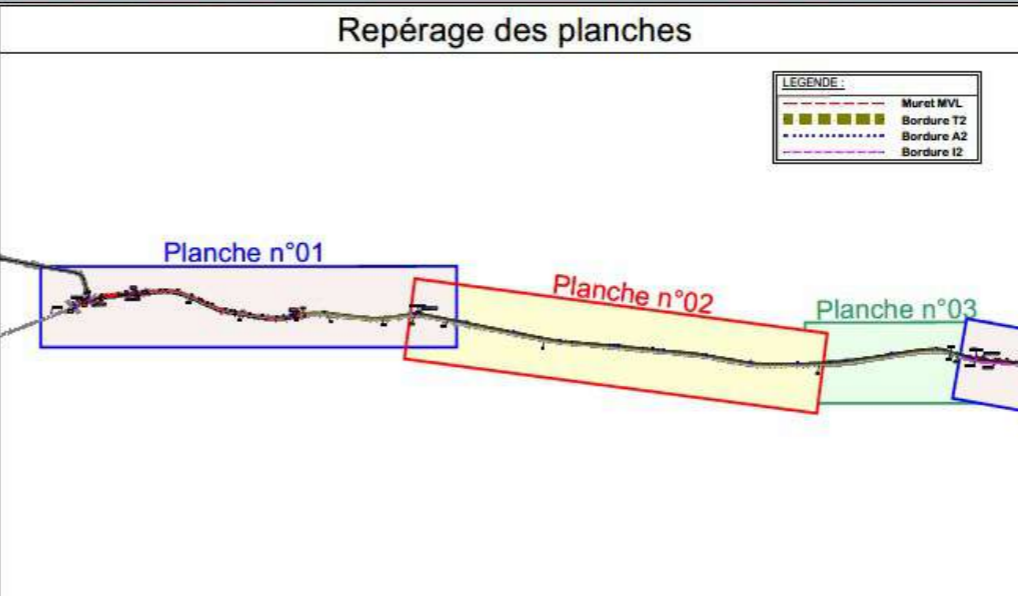 Repérage des planches
LEGENDE :
Muret MVL
Bordure T2
Bordure A2
Bordure I2
Planche n°01
Planche n°02
Planche n°03